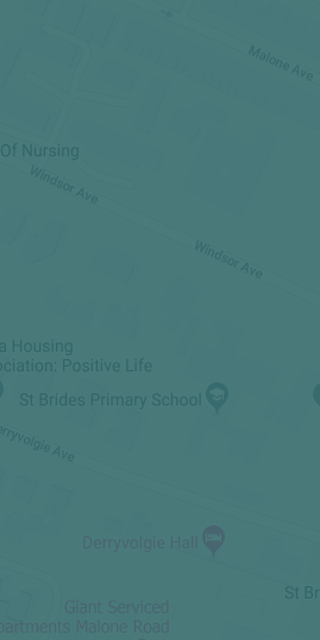 Malone Ave
Of Nursing
Windsor Ave
Windsor Ave
a Housing
ociation: Positive Life
St Brides Primary School
erryvolgie Ave
Derryvolgie Hall
St Br
Giant Serviced
partments Malone Road